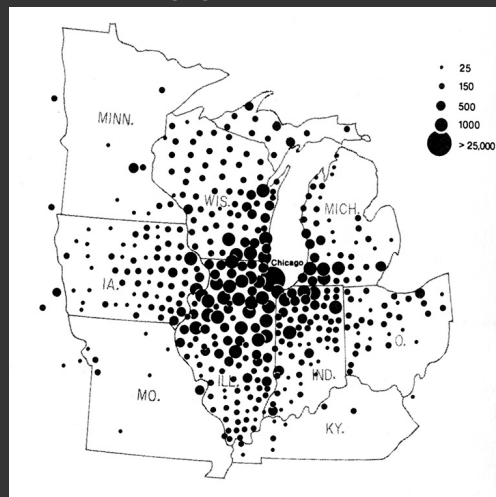 25
150
500
1000
> 25,000
MINN.
WIS.
MICH.
Chicago
IA.
ILL.
IND.
O.
MO.
KY.